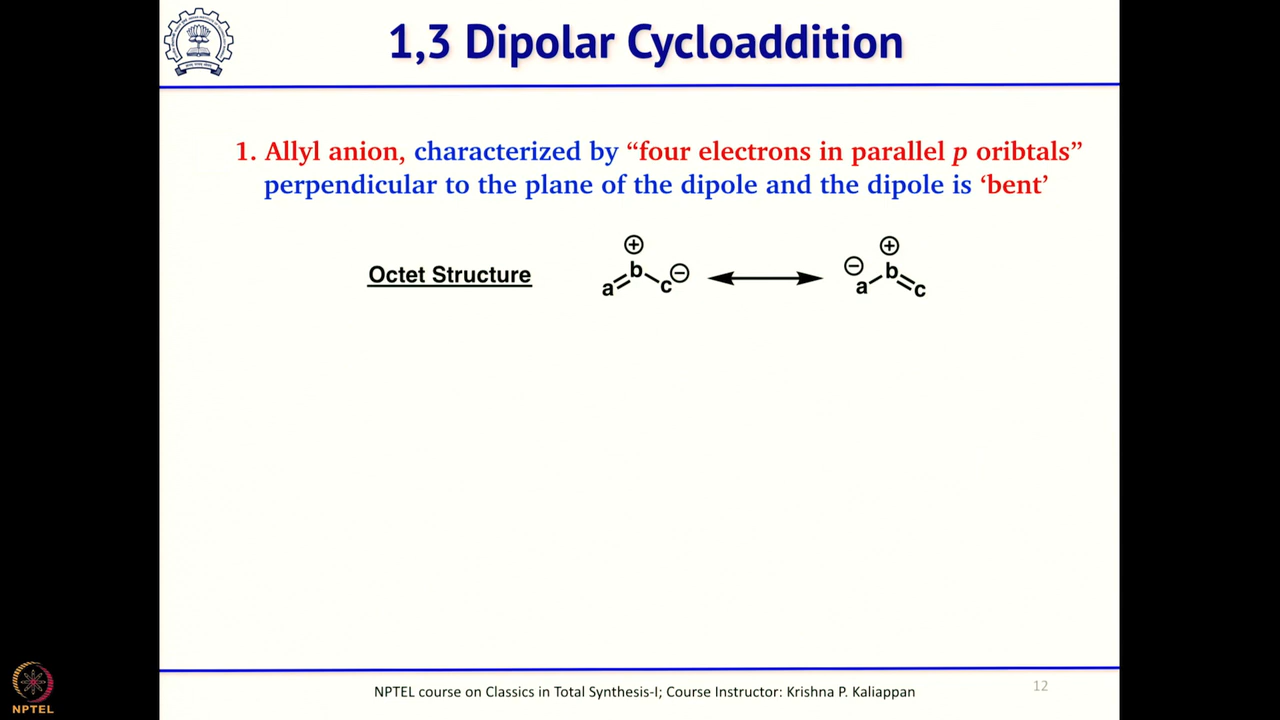 1,3 Dipolar Cycloaddition
1. Allyl anion, characterized by “four electrons in parallel p oribtals”
perpendicular to the plane of the dipole and the dipole is ‘bent’
Octet Structure
⊕ ⊕
a b c ⊖ ⊖ a b c
NPTEL course on Classics in Total Synthesis-I; Course Instructor: Krishna P. Kaliappan
12
NPTEL